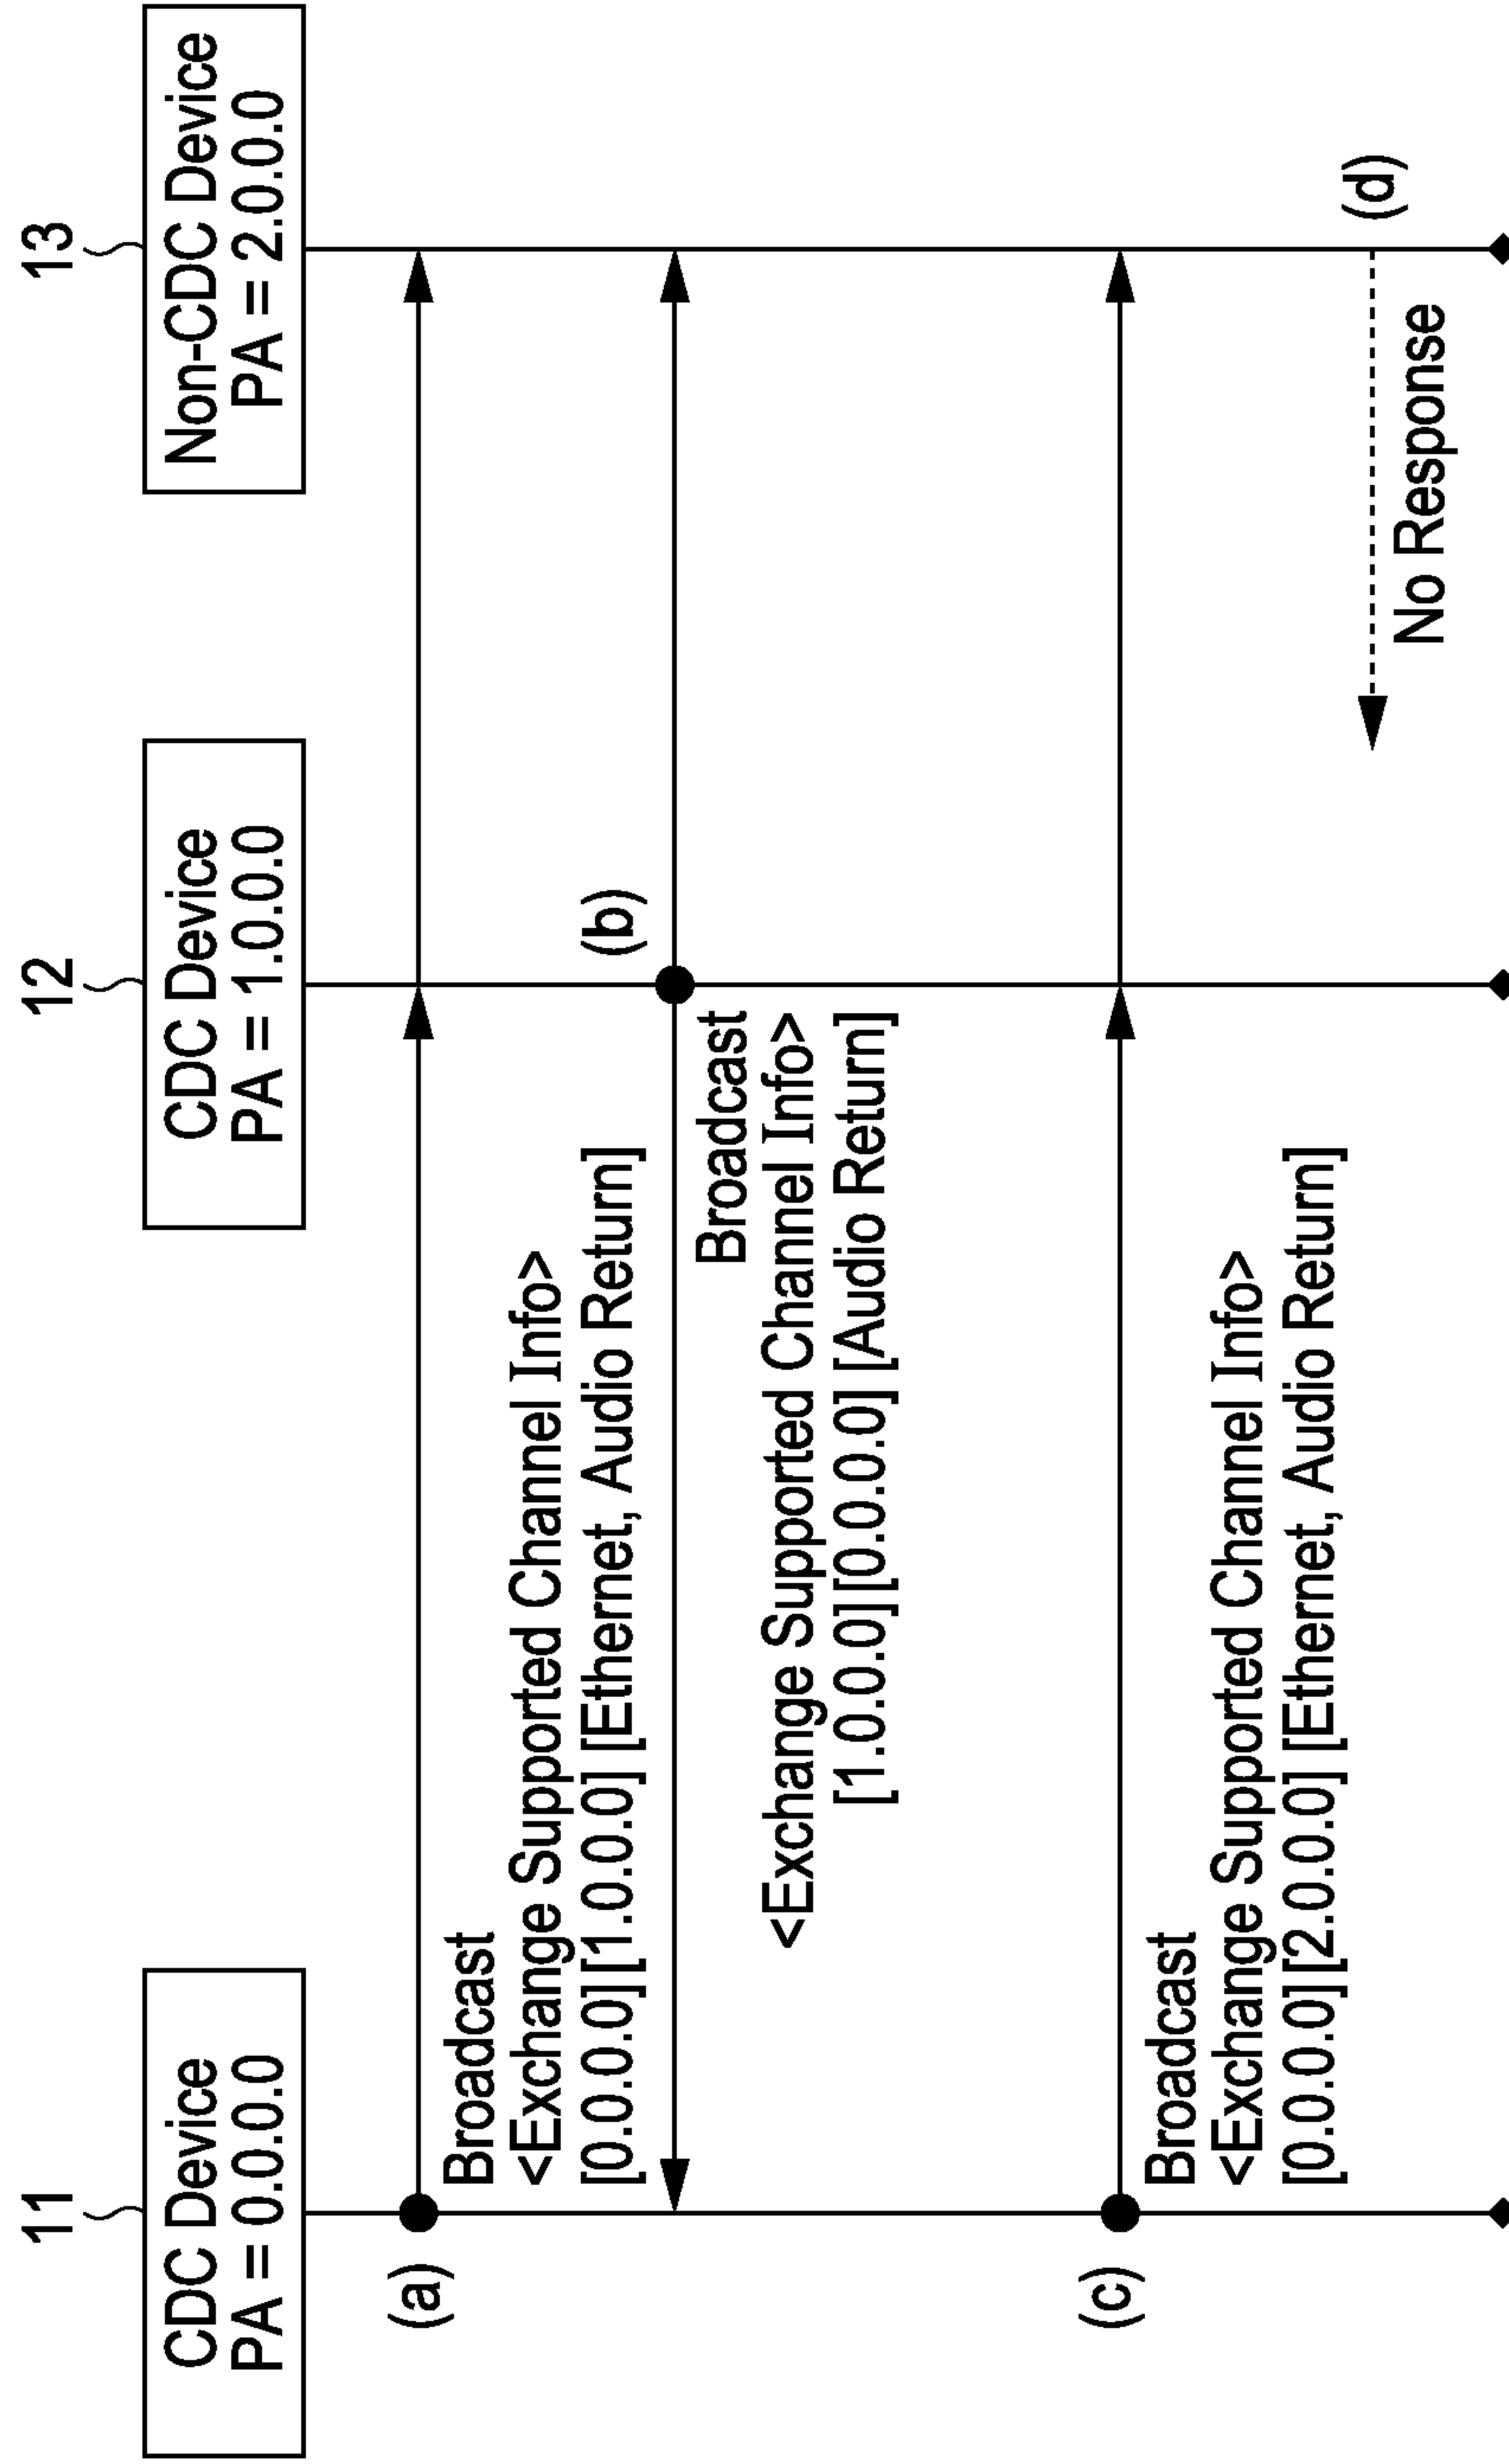 11
CDC Device
PA = 0.0.0.0
12
CDC Device
PA = 1.0.0.0
13
Non-CDC Device
PA = 2.0.0.0
(a)
Broadcast
<Exchange Supported Channel Info>
[0.0.0.0][1.0.0.0] [Ethernet, Audio Return]
(b)
Broadcast
<Exchange Supported Channel Info>
[1.0.0.0][0.0.0.0] [Audio Return]
(c)
Broadcast
<Exchange Supported Channel Info>
[0.0.0.0][2.0.0.0] [Ethernet, Audio Return]
(d)
No Response